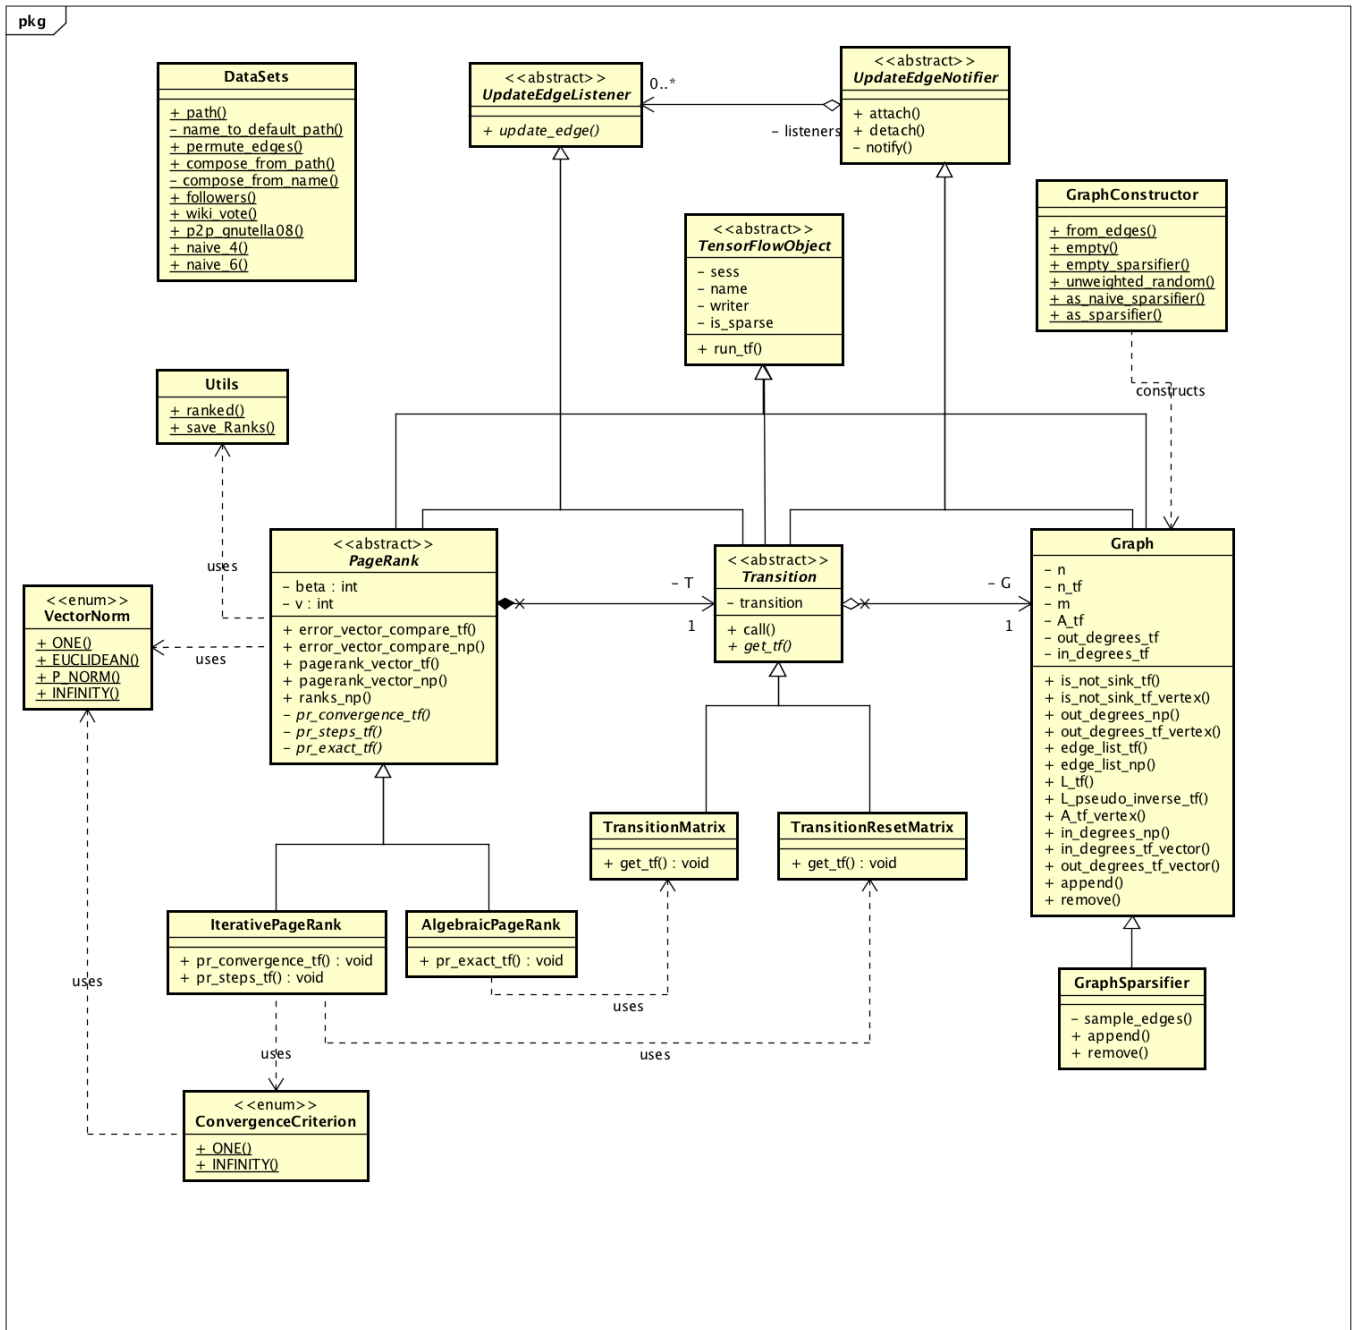 pkg
DataSets
+ path()
- name_to_default_path()
+ permute_edges()
+ compose_from_path()
- compose_from_name()
+ followers()
+ wiki_vote()
+ p2p_gnutella08()
+ naive_4()
+ naive_6()
<<abstract>>
UpdateEdgeListener
+ update_edge()
0..*
- listeners
<<abstract>>
UpdateEdgeNotifier
+ attach()
+ detach()
- notify()
<<abstract>>
TensorFlowObject
- sess
- name
- writer
- is_sparse
+ run_tf()
GraphConstructor
+ from_edges()
+ empty()
+ empty_sparsifier()
+ unweighted_random()
+ as_naive_sparsifier()
+ as_sparsifier()
constructs
Utils
+ ranked()
+ save_Ranks()
uses
<<enum>>
VectorNorm
+ ONE()
+ EUCLIDEAN()
+ P_NORM()
+ INFINITY()
uses
<<abstract>>
PageRank
- beta : int
- v : int
+ error_vector_compare_tf()
+ error_vector_compare_np()
+ pagerank_vector_tf()
+ pagerank_vector_np()
+ ranks_np()
- pr_convergence_tf()
- pr_steps_tf()
- pr_exact_tf()
- T
1
<<abstract>>
Transition
- transition
+ call()
+ get_tf()
- G
1
Graph
- n
- n_tf
- m
- A_tf
- out_degrees_tf
- in_degrees_tf
+ is_not_sink_tf()
+ is_not_sink_tf_vertex()
+ out_degrees_np()
+ out_degrees_tf_vertex()
+ edge_list_tf()
+ edge_list_np()
+ L_tf()
+ L_pseudo_inverse_tf()
+ A_tf_vertex()
+ in_degrees_np()
+ in_degrees_tf_vector()
+ out_degrees_tf_vector()
+ append()
+ remove()
TransitionMatrix
+ get_tf() : void
TransitionResetMatrix
+ get_tf() : void
IterativePageRank
+ pr_convergence_tf() : void
+ pr_steps_tf() : void
AlgebraicPageRank
+ pr_exact_tf() : void
uses
uses
uses
uses
GraphSparsifier
- sample_edges()
+ append()
+ remove()
<<enum>>
ConvergenceCriterion
+ ONE()
+ INFINITY()